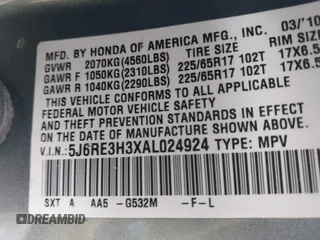 MFD. BY HONDA OF AMERICA MFG., INC. 03/'10
GVWR 2070KG(4560LBS) TIRE SIZE RIM SIZE
GAWR F 1050KG(2310LBS) 225/65R17 102T 17X6.5
GAWR R 1040KG(2290LBS) 225/65R17 102T 17X6.5
THIS VEHICLE CONFORMS TO ALL APPLICABLE
FEDERAL MOTOR VEHICLE SAFETY AND
THEFT PREVENTION STANDARDS IN EFFECT
ON THE DATE OF MANUFACTURE SHOWN ABOVE.
V.I.N.: 5J6RE3H3XAL024924 TYPE: MPV
SXT A AA5 -G532M -F-L
DREAMBID